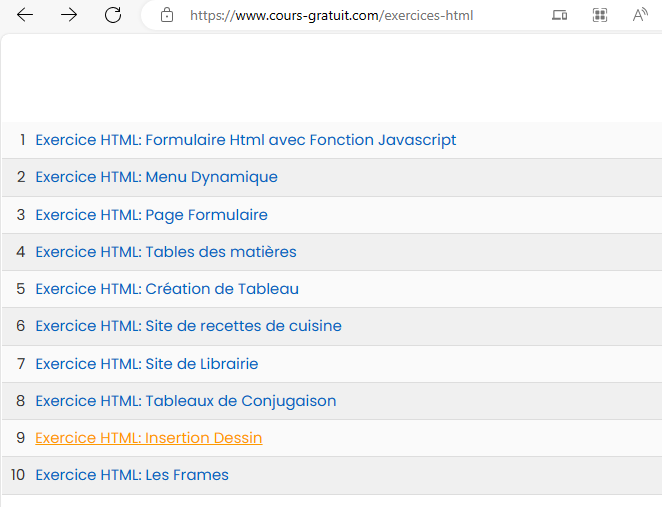 https://www.cours-gratuit.com/exercices-html
1 Exercice HTML: Formulaire Html avec Fonction Javascript
2 Exercice HTML: Menu Dynamique
3 Exercice HTML: Page Formulaire
4 Exercice HTML: Tables des matières
5 Exercice HTML: Création de Tableau
6 Exercice HTML: Site de recettes de cuisine
7 Exercice HTML: Site de Librairie
8 Exercice HTML: Tableaux de Conjugaison
9 Exercice HTML: Insertion Dessin
10 Exercice HTML: Les Frames